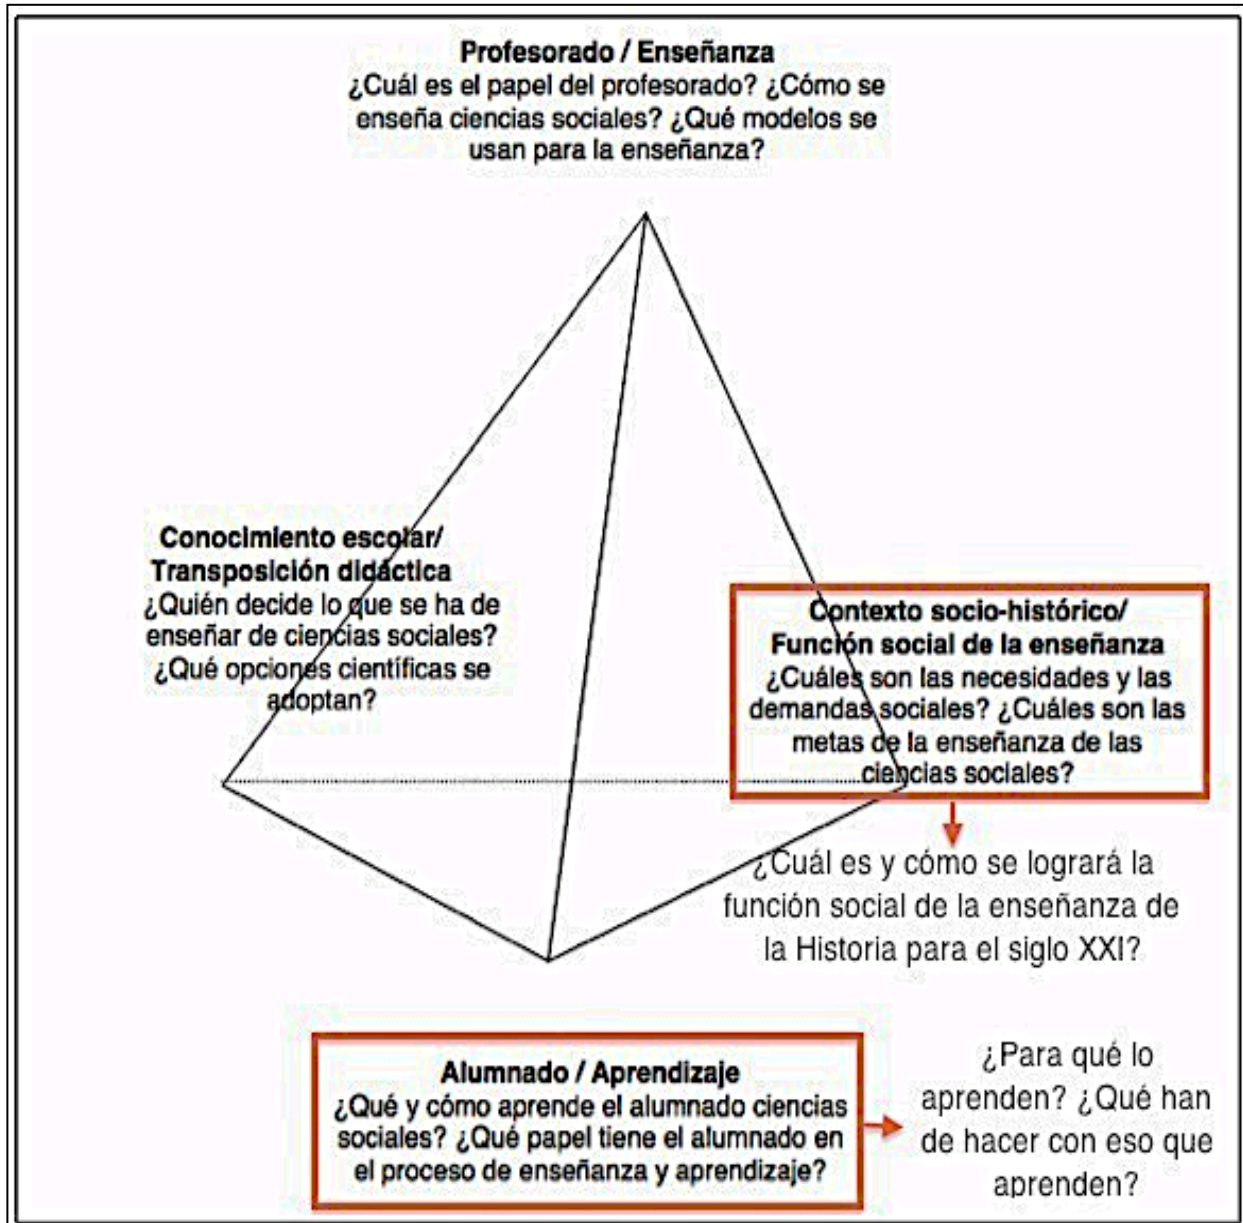 Profesorado / Enseñanza
¿Cuál es el papel del profesorado? ¿Cómo se
enseña ciencias sociales? ¿Qué modelos se
usan para la enseñanza?
Conocimiento escolar/
Transposición didáctica
¿Quién decide lo que se ha de
enseñar de ciencias sociales?
¿Qué opciones científicas se
adoptan?
Contexto socio-histórico/
Función social de la enseñanza
¿Cuáles son las necesidades y las
demandas sociales? ¿Cuáles son las
metas de la enseñanza de las
ciencias sociales?
¿Cuál es y cómo se logrará la
función social de la enseñanza de
la Historia para el siglo XXI?
Alumnado / Aprendizaje
¿Qué y cómo aprende el alumnado ciencias
sociales? ¿Qué papel tiene el alumnado en
el proceso de enseñanza y aprendizaje?
¿Para qué lo
aprenden? ¿Qué han
de hacer con eso que
aprenden?